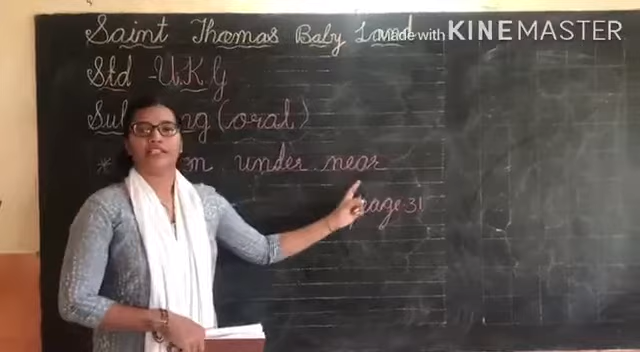 Saint Thomas Baby Land
Made with KINEMASTER
Std - U.K.G
(oral)
* under near
page 31